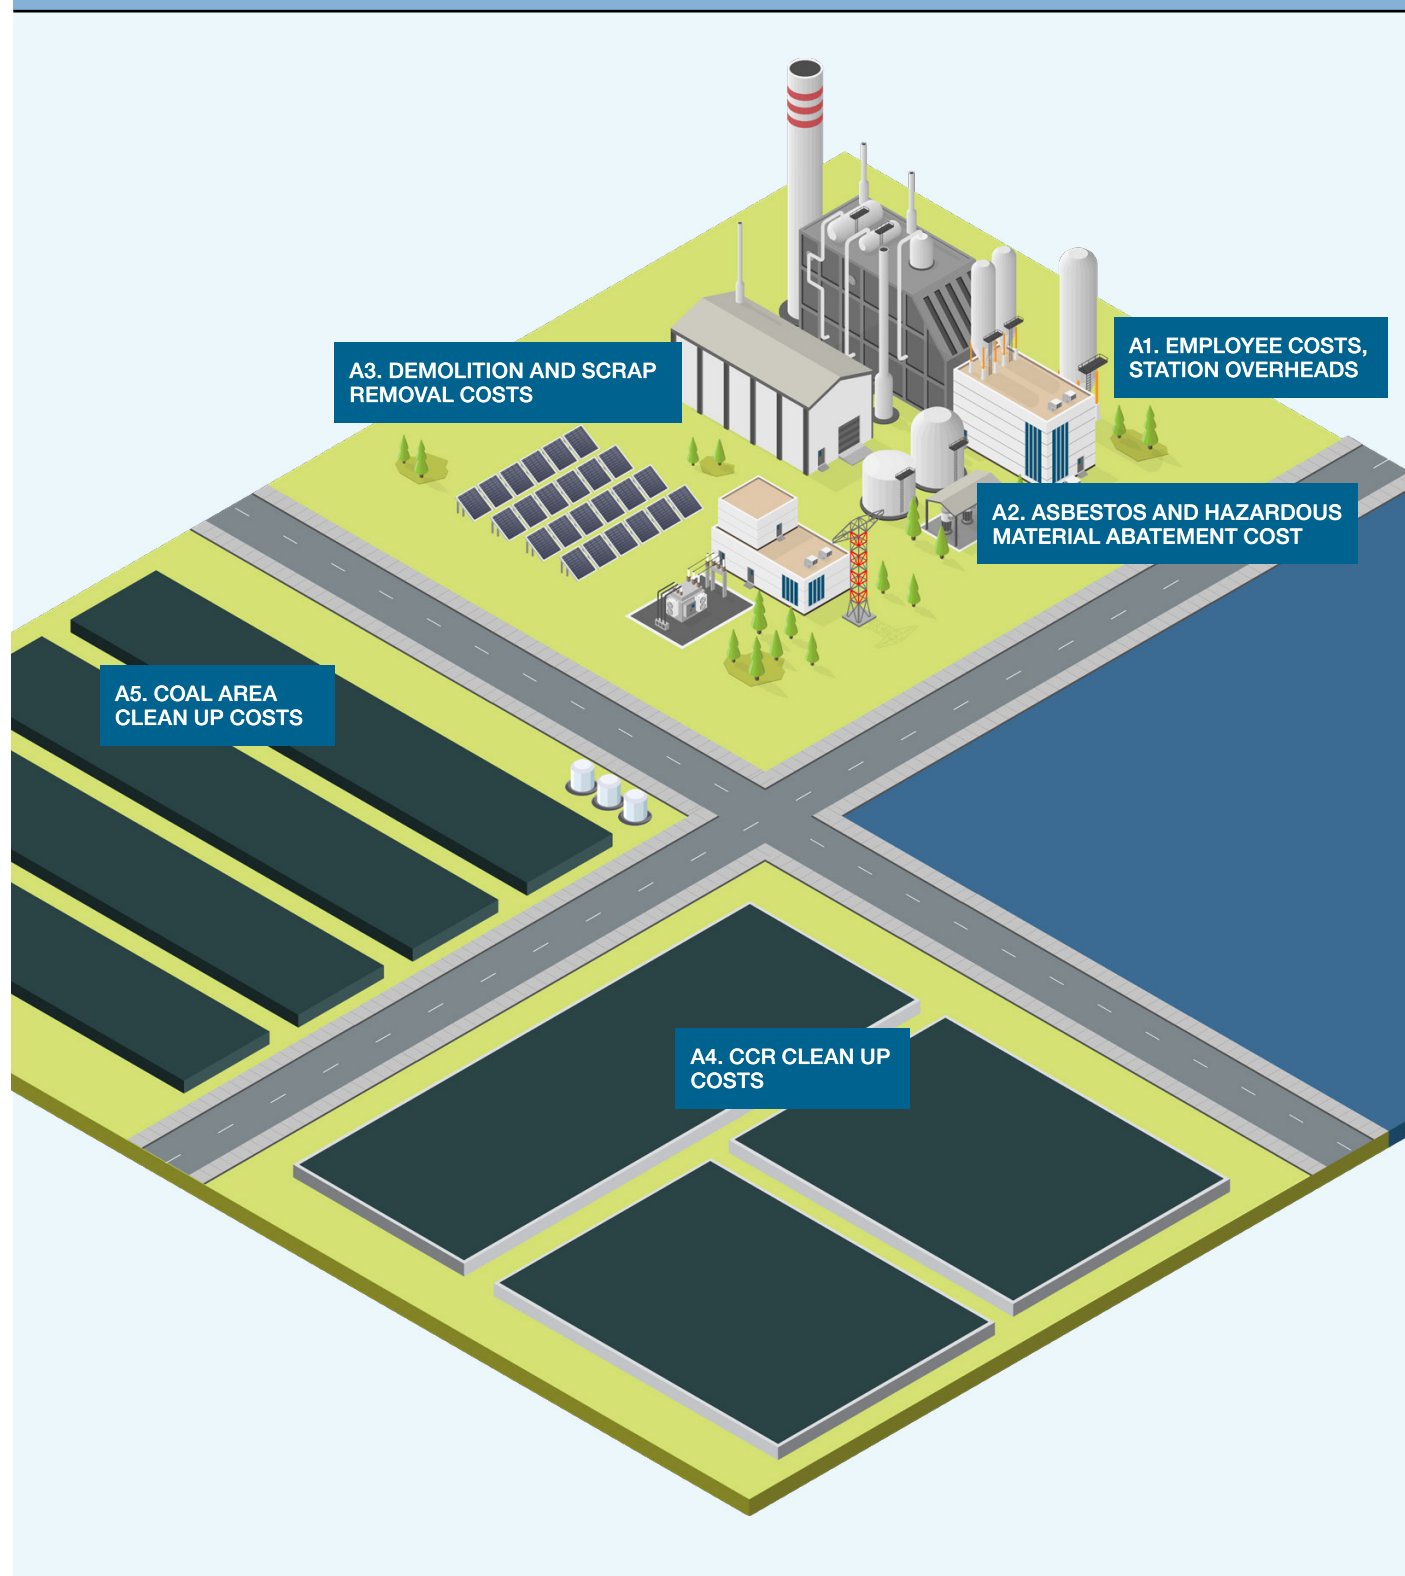 A1. EMPLOYEE COSTS,
STATION OVERHEADS
A3. DEMOLITION AND SCRAP
REMOVAL COSTS
A2. ASBESTOS AND HAZARDOUS
MATERIAL ABATEMENT COST
A5. COAL AREA
CLEAN UP COSTS
A4. CCR CLEAN UP
COSTS